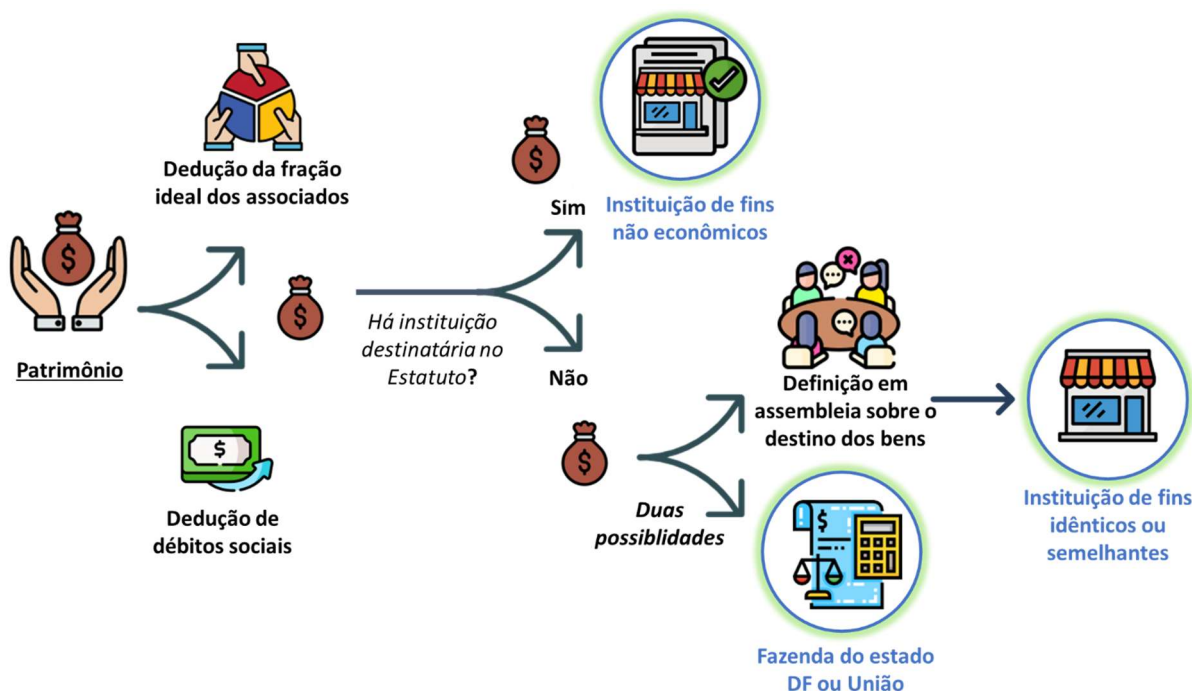 Dedução da fração
ideal dos associados
Patrimônio
Dedução de
débitos sociais
Há instituição
destinatária no
Estatuto?
Sim
Instituição de fins
não econômicos
Não
Duas
possiblidades
Definição em
assembleia sobre o
destino dos bens
Instituição de fins
idênticos ou
semelhantes
Fazenda do estado
DF ou União